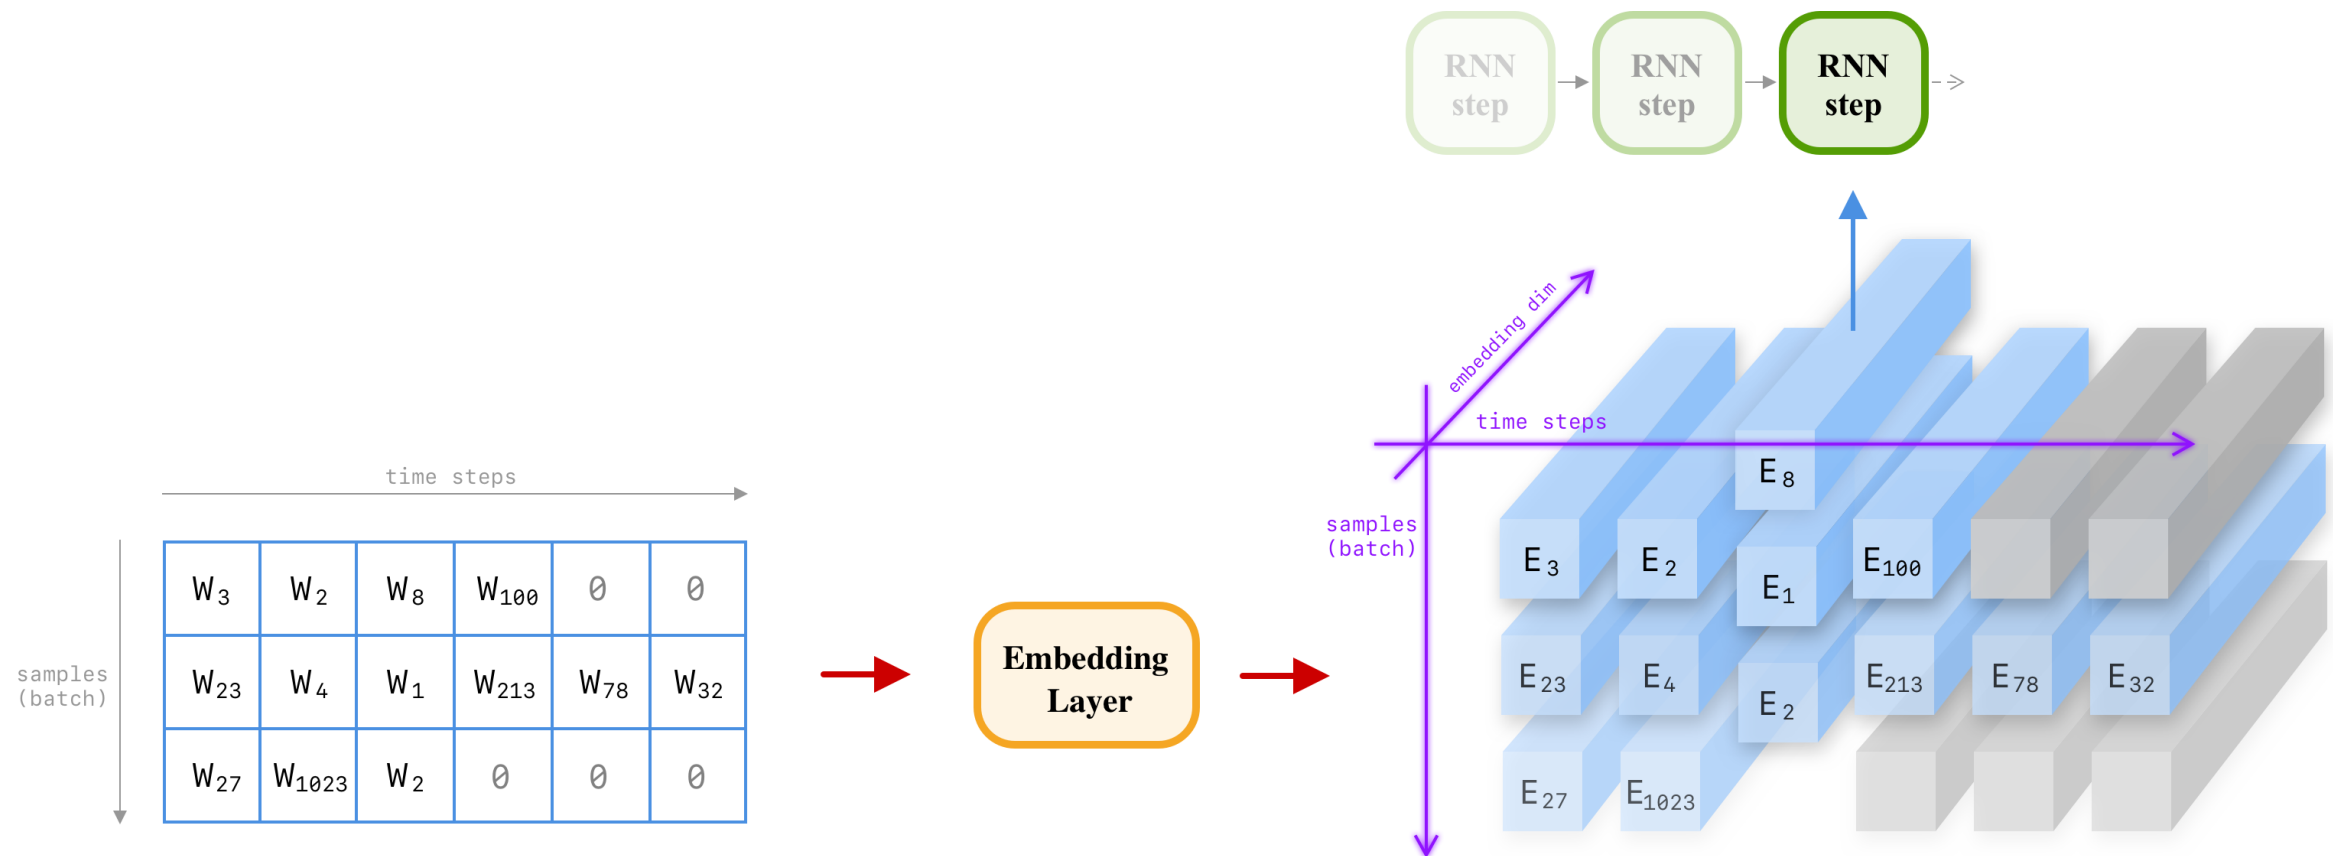 RNN
step
RNN
step
RNN
step
embedding dim
time steps
samples
(batch)
time steps
samples
(batch)
W3 W2 W8 W100 0 0
W23 W4 W1 W213 W78 W32
W27 W1023 W2 0 0 0
Embedding
Layer
E8
E3 E2 E100
E1
E23 E4 E213 E78 E32
E2
E27 E1023